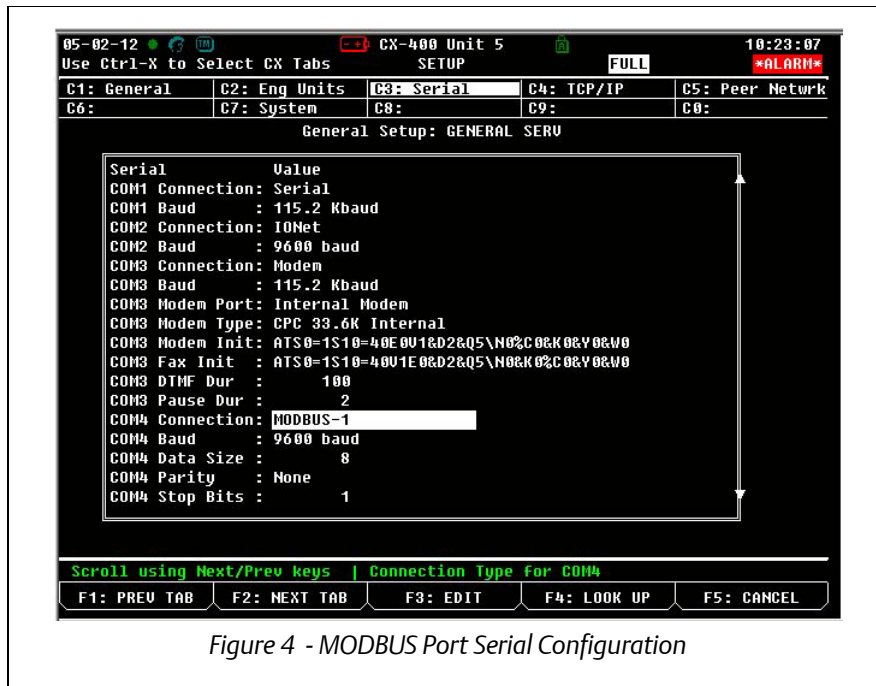 05-02-12 TM - + CX-400 Unit 5 A 10:23:07
Use Ctrl-X to Select CX Tabs SETUP FULL *ALARM*
C1: General C2: Eng Units C3: Serial C4: TCP/IP C5: Peer Netwrk
C6: C7: System C8: C9: C0:
General Setup: GENERAL SERV
Serial Value
COM1 Connection: Serial
COM1 Baud : 115.2 Kbaud
COM2 Connection: IONet
COM2 Baud : 9600 baud
COM3 Connection: Modem
COM3 Baud : 115.2 Kbaud
COM3 Modem Port: Internal Modem
COM3 Modem Type: CPC 33.6K Internal
COM3 Modem Init: ATS0=1S10=40E0V1&D2&Q5\N0%C0&K0&Y0&W0
COM3 Fax Init : ATS0=1S10=40V1E0&D2&Q5\N0&K0%C0&Y0&W0
COM3 DTMF Dur : 100
COM3 Pause Dur : 2
COM4 Connection: MODBUS-1
COM4 Baud : 9600 baud
COM4 Data Size : 8
COM4 Parity : None
COM4 Stop Bits : 1
Scroll using Next/Prev keys | Connection Type for COM4
F1: PREV TAB F2: NEXT TAB F3: EDIT F4: LOOK UP F5: CANCEL
Figure 4 - MODBUS Port Serial Configuration